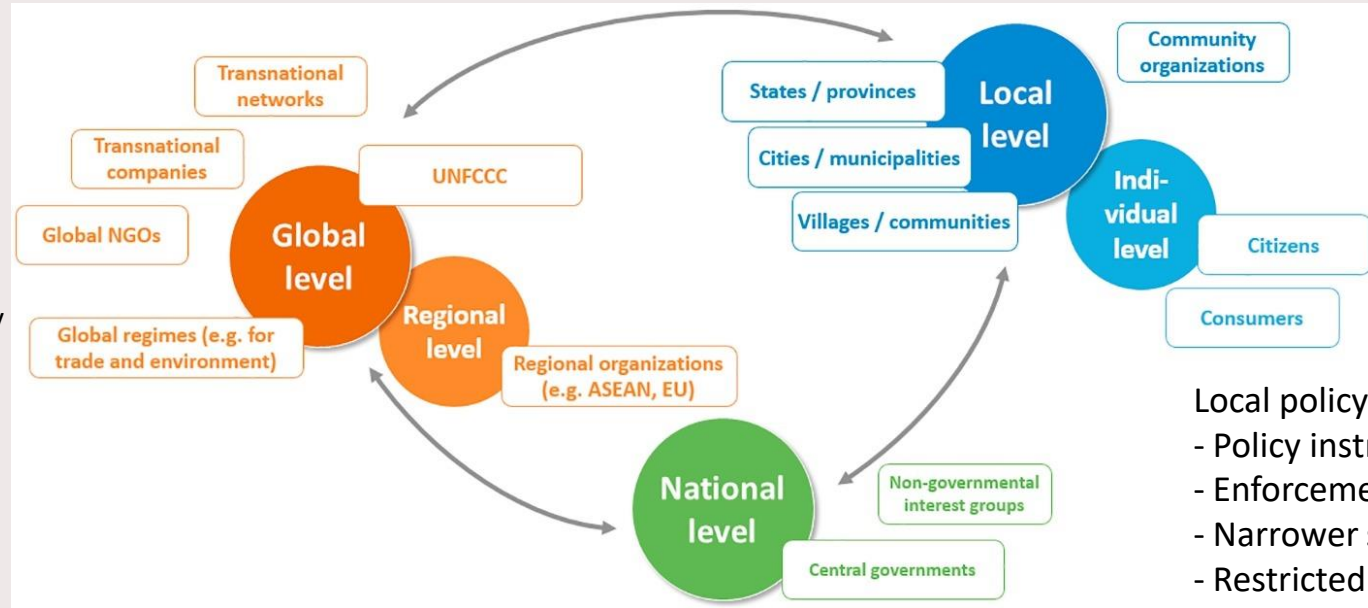 Transnational
networks
Transnational
companies
UNFCCC
Global NGOs
Global
level
Global regimes (e.g. for
trade and environment)
Regional
level
Regional organizations
(e.g. ASEAN, EU)
National
level
Non-governmental
interest groups
Central governments
Community
organizations
States / provinces
Local
level
Cities / municipalities
Villages / communities
Indi-
vidual
level
Citizens
Consumers
Local policy
- Policy
- Narrower
- Restricted